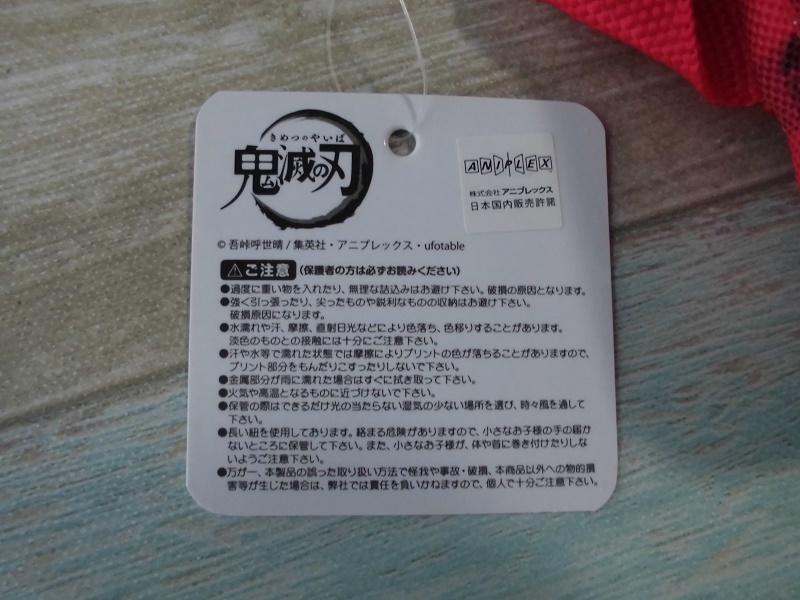 きめつのやいば
鬼滅の刃
ANIPLEX
株式会社 アニプレックス
日本国内販売許諾
© 吾峠呼世晴 / 集英社・アニプレックス・ufotable
ご注意 (保護者の方は必ずお読みください)
●過度に重い物を入れたり、無理な詰込みはお避け下さい。破損の原因となります。
●強く引っ張ったり、尖ったものや鋭利なものの収納はお避け下さい。
破損原因になります。
●水濡れや汗、摩擦、直射日光などにより色落ち、色移りすることがあります。
淡色のものとの接触には十分にご注意下さい。
●汗や水等で濡れた状態では摩擦によりプリントの色が落ちることがありますので、
プリント部分をもんだりこすったりしないで下さい。
●金属部分が雨に濡れた場合はすぐに拭き取って下さい。
●火気や高温となるものに近づけないで下さい。
●保管の際はできるだけ光の当たらない湿気の少ない場所を選び、時々風を通して
下さい。
●長い紐を使用しております。絡まる危険がありますので、小さなお子様の手の届か
ないところに保管して下さい。また、小さなお子様が、体や首に巻き付けたりしな
いようご注意下さい。
●万が一、本製品の誤った取り扱い方法で怪我や事故・破損、本商品以外への物的損
害等が生じた場合は、弊社では責任を負いかねますので、個人で十分ご注意下さい。